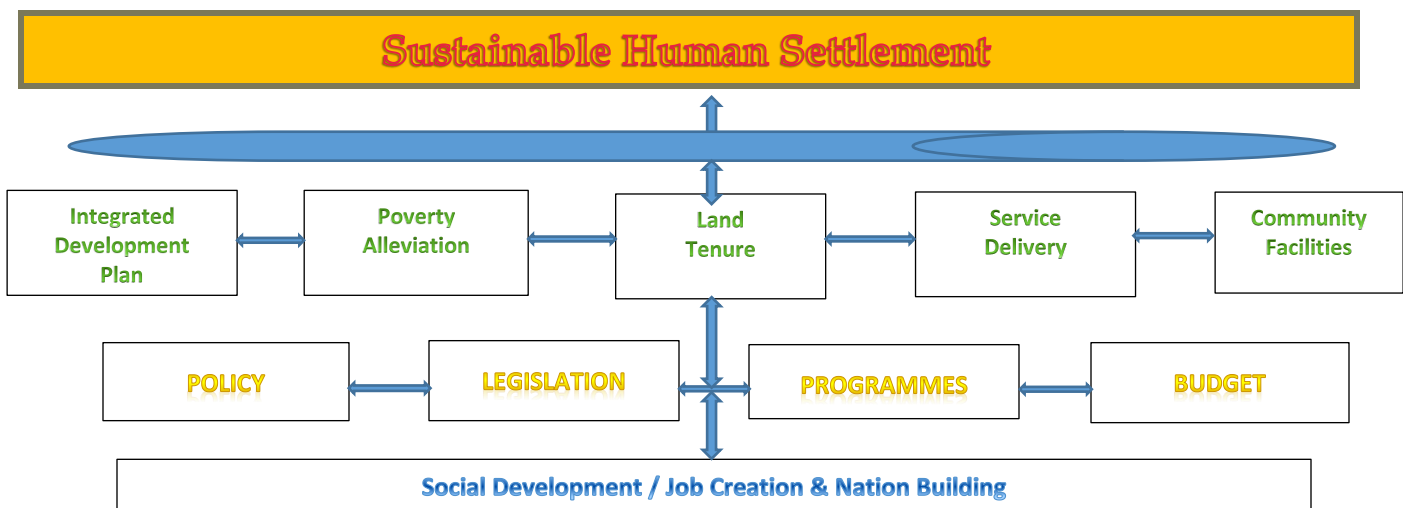 Sustainable Human Settlement
Integrated
Development
Plan
Poverty
Alleviation
Land
Tenure
Service
Delivery
Community
Facilities
POLICY
LEGISLATION
PROGRAMMES
BUDGET
Social Development / Job Creation & Nation Building